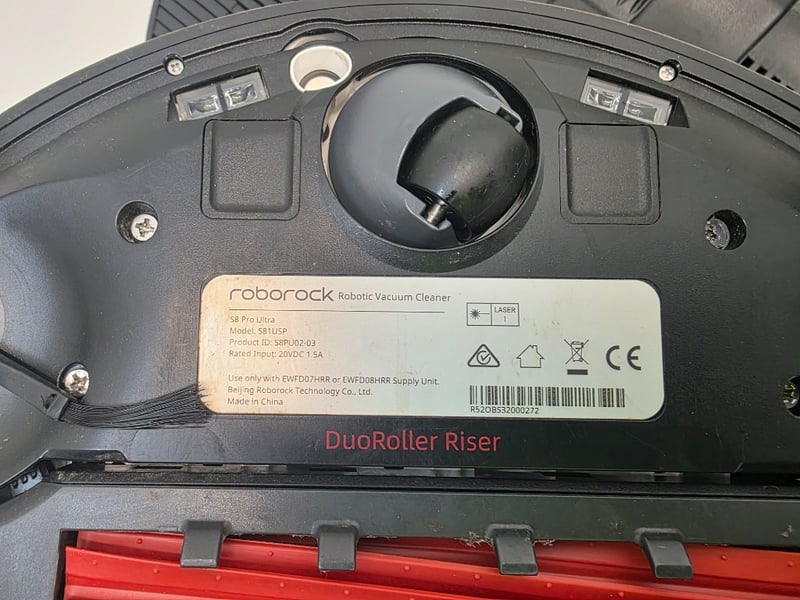 roborock Robotic Vacuum Cleaner
LASER
1
S8 Pro Ultra
Model: S81USP
Product ID: S8PU02-03
Rated Input: 20VDC 1.5A
Use only with EWFD07HRR or EWFD08HRR Supply Unit.
Beijing Roborock Technology Co., Ltd.
Made in China
CE
R52OBS32000272
DuoRoller Riser